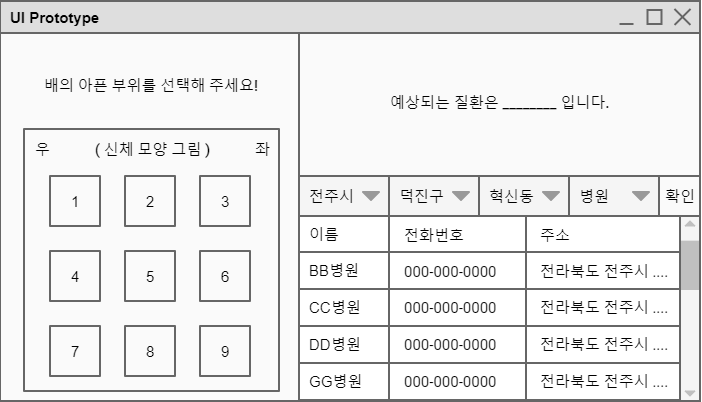 UI Prototype
배의 아픈 부위를 선택해 주세요!
우 ( 신체 모양 그림 ) 좌
1 2 3
4 5 6
7 8 9
예상되는 질환은 ________ 입니다.
전주시 덕진구 혁신동 병원 확인
이름 전화번호 주소
BB병원 000-000-0000 전라북도 전주시 ....
CC병원 000-000-0000 전라북도 전주시 ....
DD병원 000-000-0000 전라북도 전주시 ....
GG병원 000-000-0000 전라북도 전주시 ....